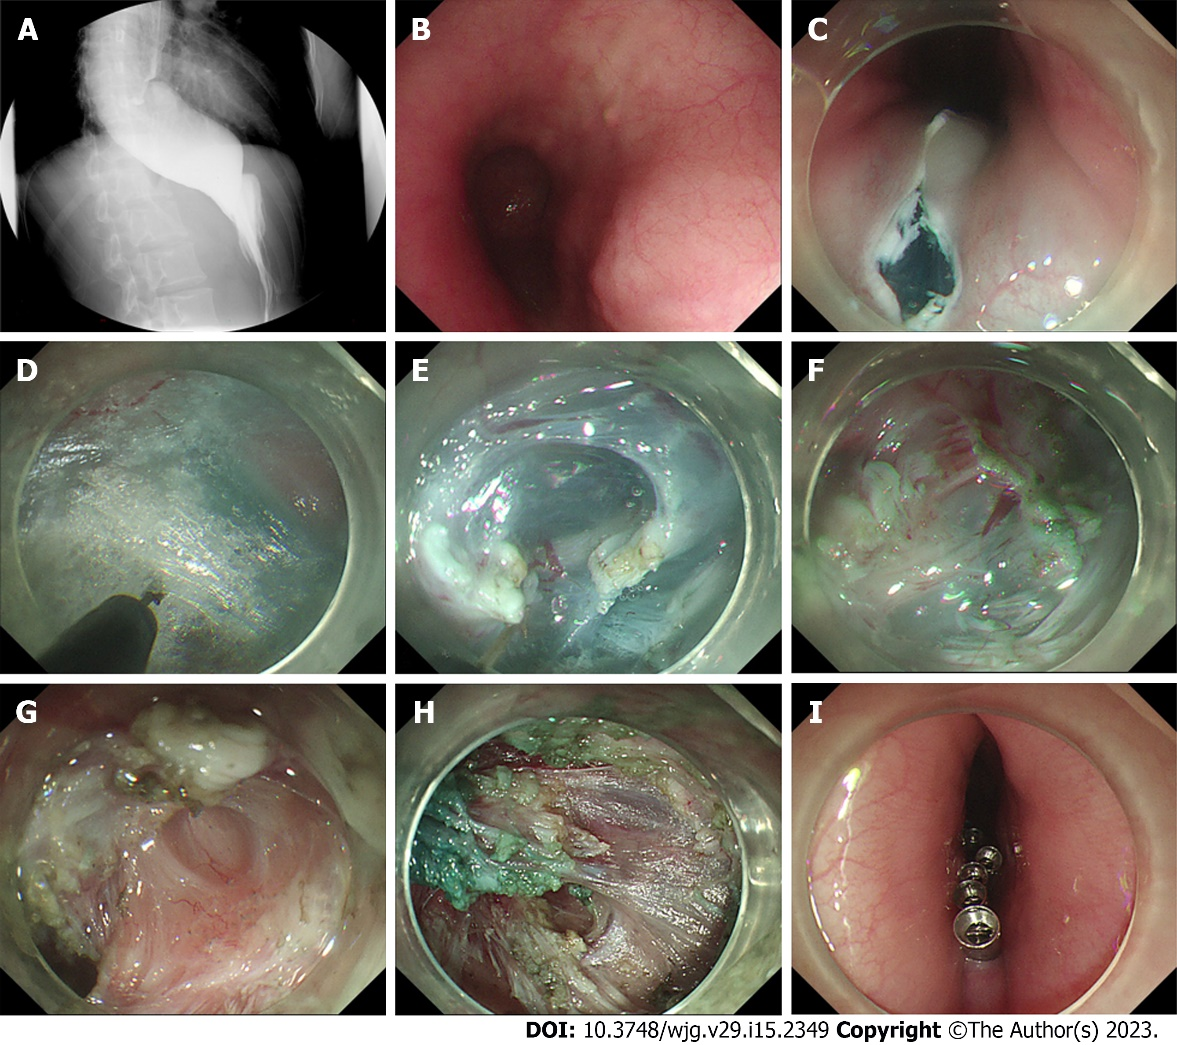 A B C
D E F
G H I
DOI: 10.3748/wjg.v29.i15.2349 Copyright ©The Author(s) 2023.